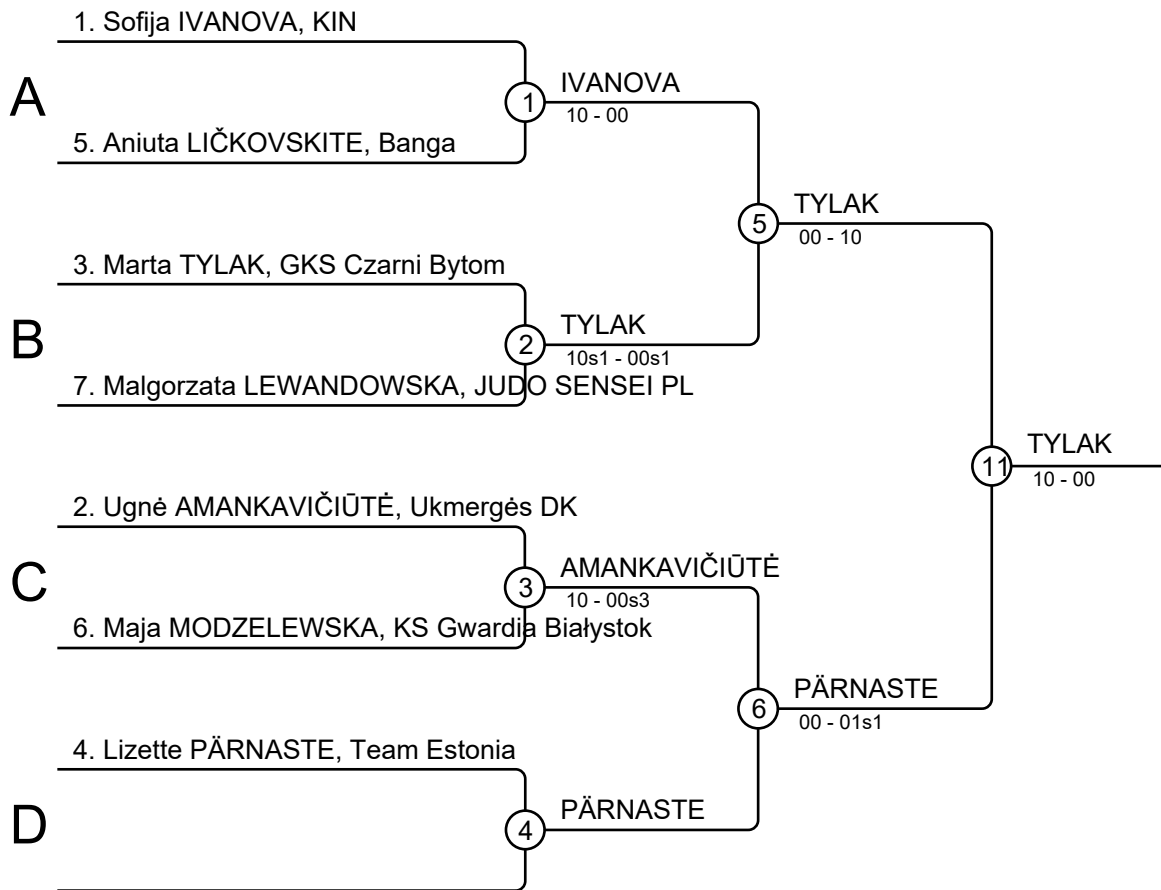 1. Sofija IVANOVA, KIN
A
1
IVANOVA
10 - 00
5. Aniuta LIČKOVSKITE, Banga
5
TYLAK
00 - 10
3. Marta TYLAK, GKS Czarni Bytom
B
2
TYLAK
10s1 - 00s1
7. Malgorzata LEWANDOWSKA, JUDO SENSEI PL
11
TYLAK
10 - 00
2. Ugnė AMANKAVIČIŪTĖ, Ukmergės DK
C
3
AMANKAVIČIŪTĖ
10 - 00s3
6. Maja MODZELEWSKA, KS Gwardia Białystok
6
PÄRNASTE
00 - 01s1
4. Lizette PÄRNASTE, Team Estonia
D
4
PÄRNASTE